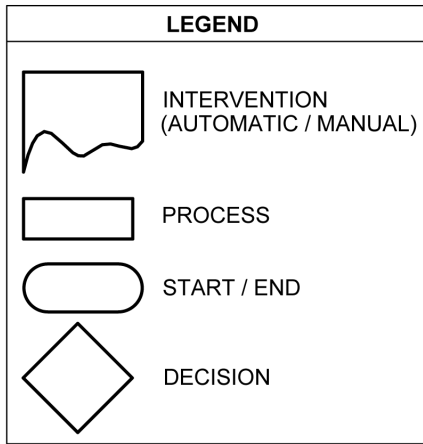 LEGEND
INTERVENTION
(AUTOMATIC / MANUAL)
PROCESS
START / END
DECISION